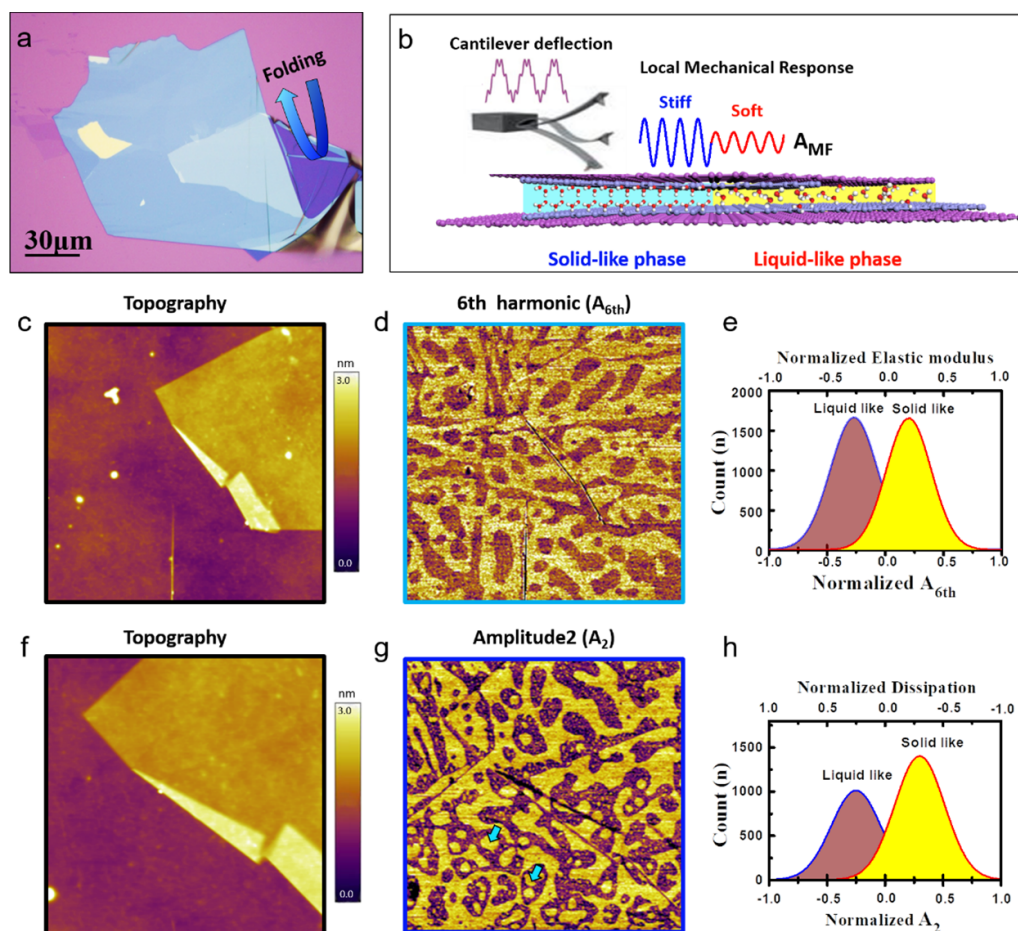 a
Folding
30μm
b
Cantilever deflection
Local Mechanical Response
Stiff
Soft
A_MF
Solid-like phase
Liquid-like phase
c
Topography
nm
3.0
0.0
d
6th harmonic (A_6th)
e
Normalized Elastic modulus
-1.0 -0.5 0.0 0.5 1.0
2000
1500
1000
500
0
Count (n)
Liquid like
Solid like
-1.0 -0.5 0.0 0.5 1.0
Normalized A_6th
f
Topography
nm
3.0
0.0
g
Amplitude2 (A_2)
h
Normalized Dissipation
1.0 0.5 0.0 -0.5 -1.0
1500
1000
500
0
Count (n)
Solid like
Liquid like
-1.0 -0.5 0.0 0.5 1.0
Normalized A_2